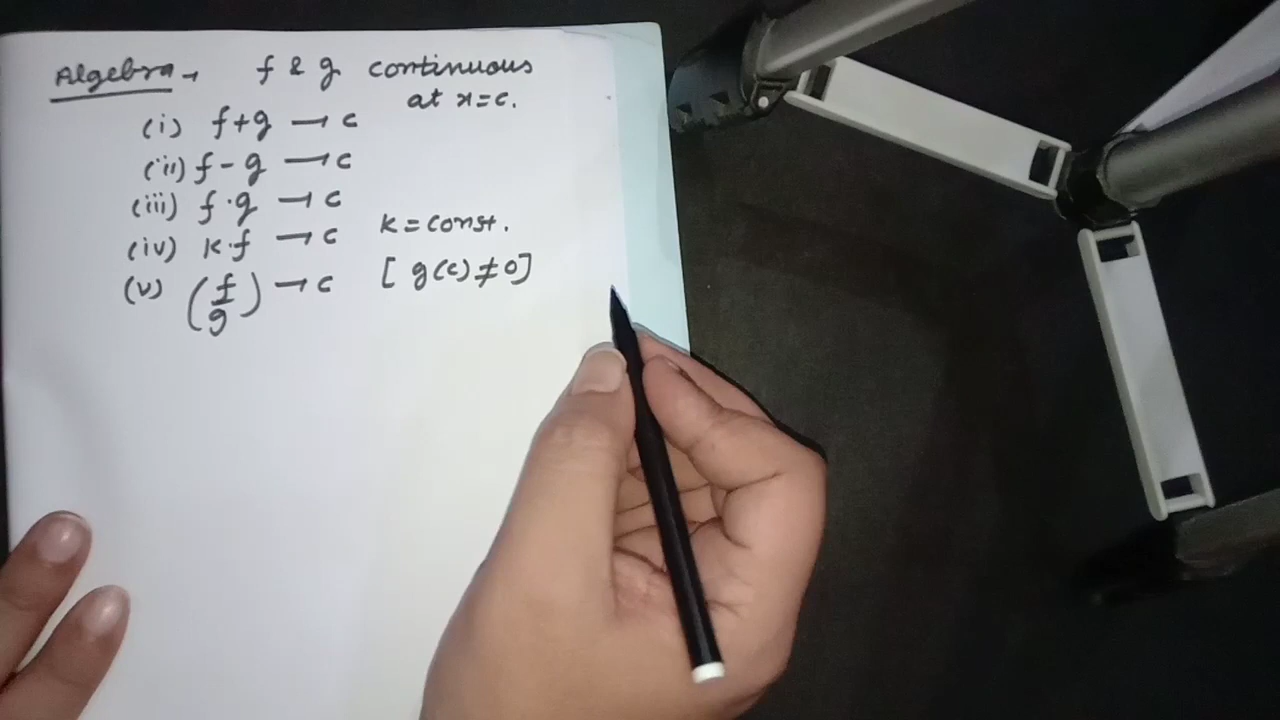 Algebra → f & g continuous
at x=c.
(i) f+g → c
(ii) f-g → c
(iii) f·g → c
(iv) k·f → c k = const.
(v) (f/g) → c [ g(c) ≠ 0 ]